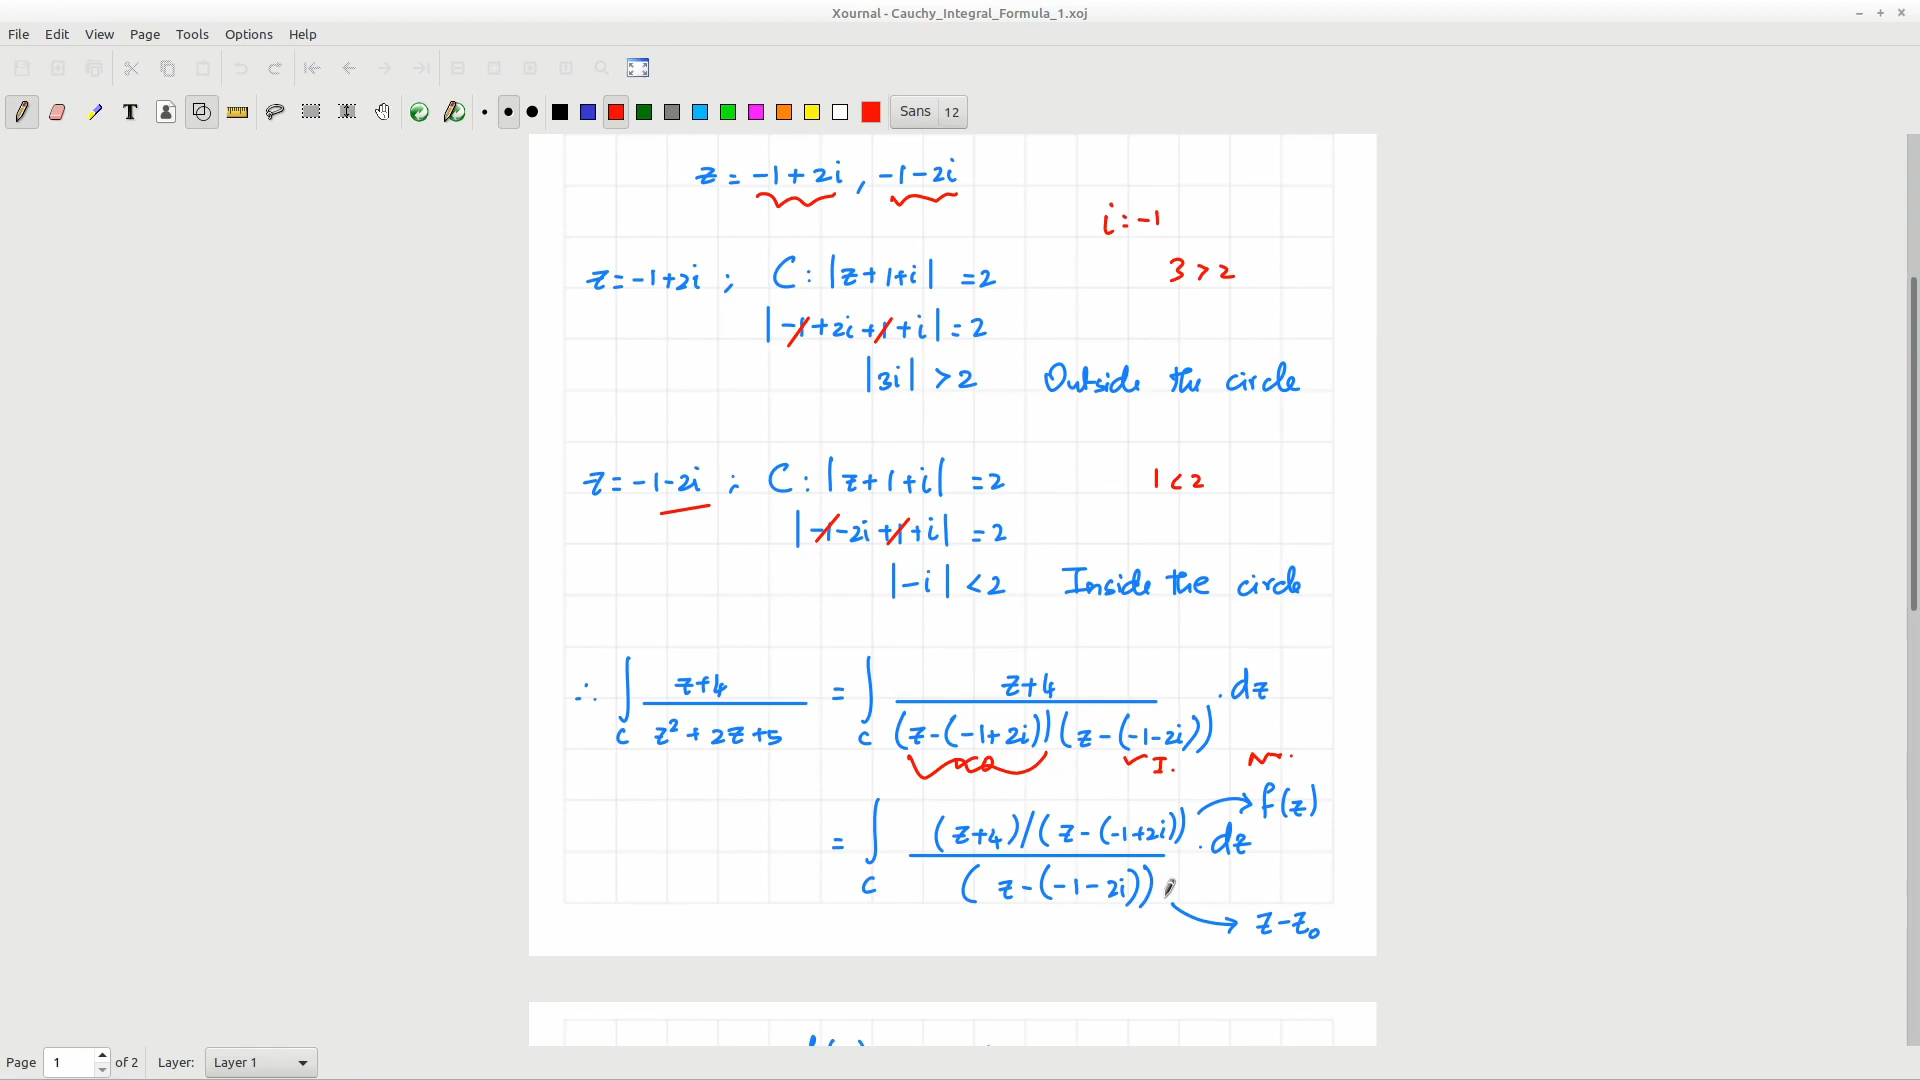 Xournal - Cauchy_Integral_Formula_1.xoj
File Edit View Page Tools Options Help
Sans 12
z = -1+2i , -1-2i
i = -1
z = -1+2i ; C : |z+1+i| = 2
3 > 2
|-1+2i+1+i| = 2
|3i| > 2 Outside the circle
z = -1-2i ; C : |z+1+i| = 2
1 < 2
|-1-2i+1+i| = 2
|-i| < 2 Inside the circle
∴ ∫_C (z+4)/(z²+2z+5) = ∫_C (z+4)/((z-(-1+2i))(z-(-1-2i))) . dz
I.
= ∫_C ((z+4)/(z-(-1+2i)))/(z-(-1-2i)) . dz
→ f(z)
→ z-z₀
Page 1 of 2 Layer: Layer 1